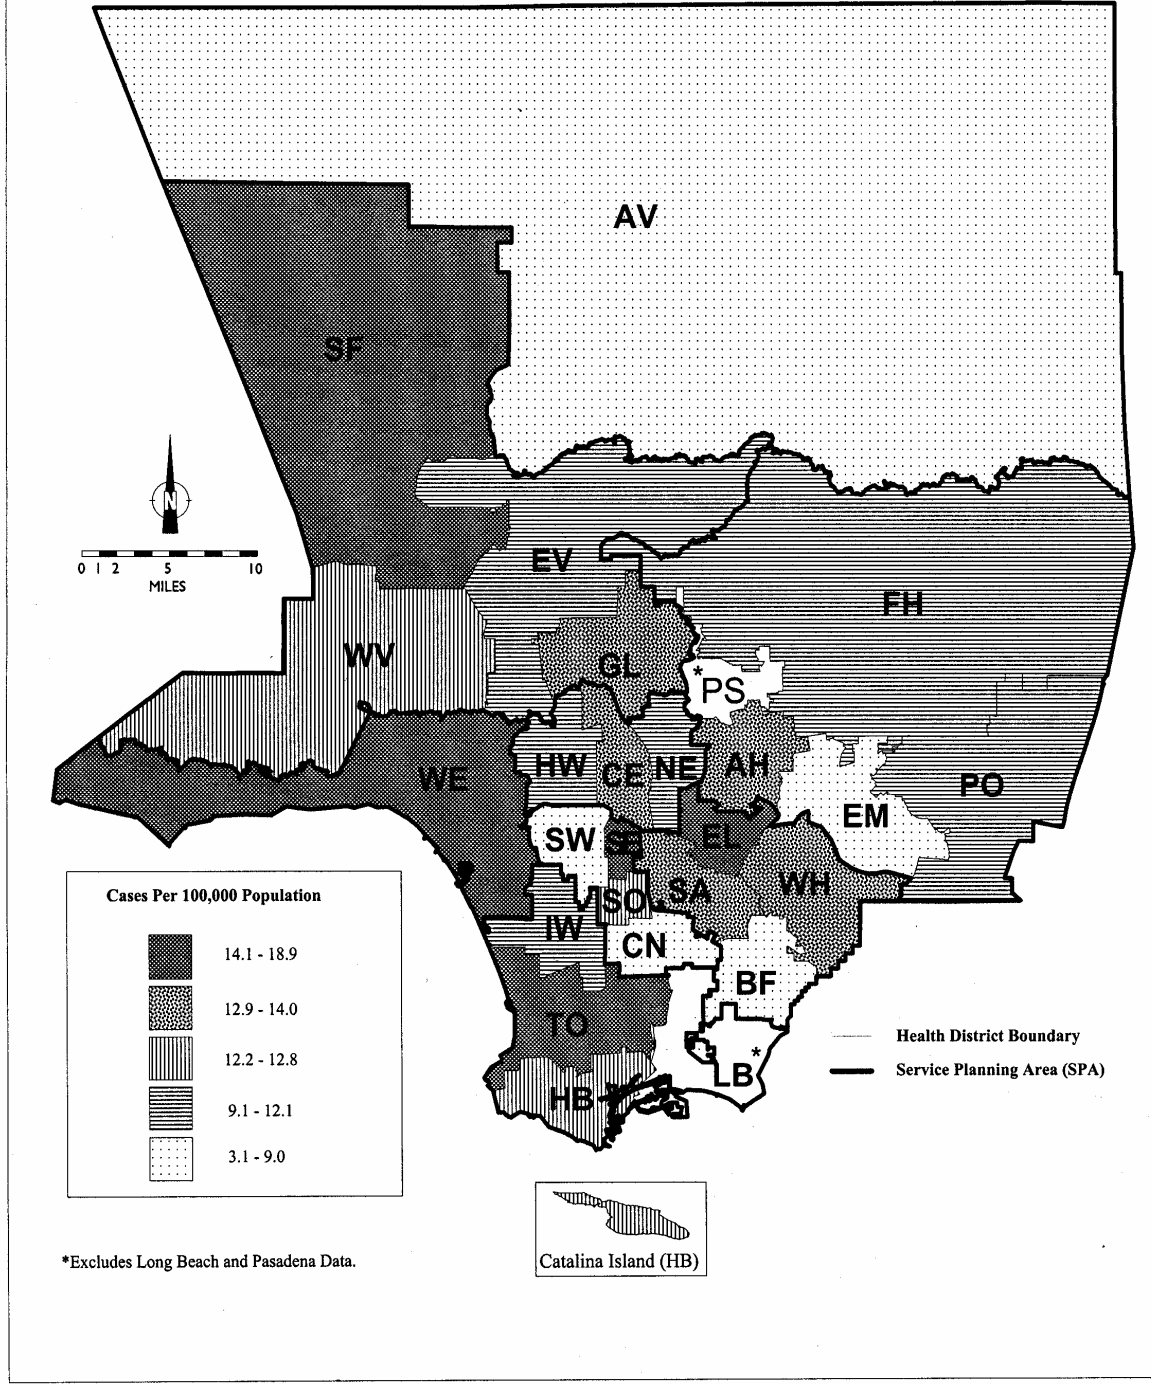 AV
SF
N
0 1 2 5 10
MILES
EV
FH
WV
GL
* PS
HW
CE
NE
AH
WE
PO
EM
SW
EL
SA
WH
SO
IW
CN
BF
TO
* LB
HB
Cases Per 100,000 Population
14.1 - 18.9
12.9 - 14.0
12.2 - 12.8
9.1 - 12.1
3.1 - 9.0
Health District Boundary
Service Planning Area (SPA)
Catalina Island (HB)
*Excludes Long Beach and Pasadena Data.